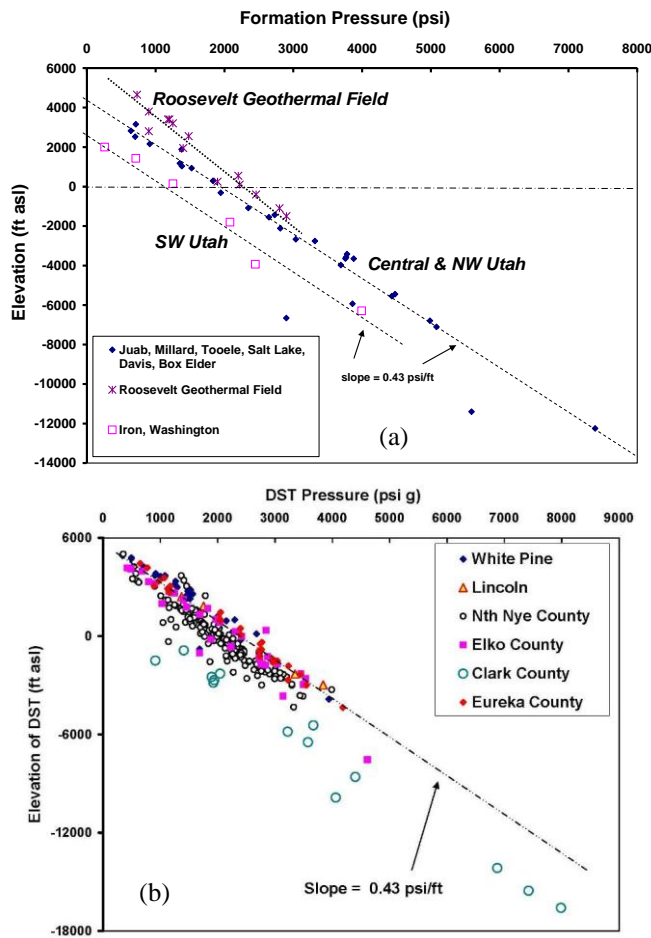 Formation Pressure (psi)
0 1000 2000 3000 4000 5000 6000 7000 8000
6000
4000
2000
0
-2000
-4000
-6000
-8000
-10000
-12000
-14000
Elevation (ft asl)
Roosevelt Geothermal Field
SW Utah
Central & NW Utah
slope = 0.43 psi/ft
Juab, Millard, Tooele, Salt Lake,
Davis, Box Elder
Roosevelt Geothermal Field
Iron, Washington
(a)
DST Pressure (psi g)
0 1000 2000 3000 4000 5000 6000 7000 8000 9000
6000
0
-6000
-12000
-18000
Elevation of DST (ft asl)
White Pine
Lincoln
Nth Nye County
Elko County
Clark County
Eureka County
Slope = 0.43 psi/ft
(b)